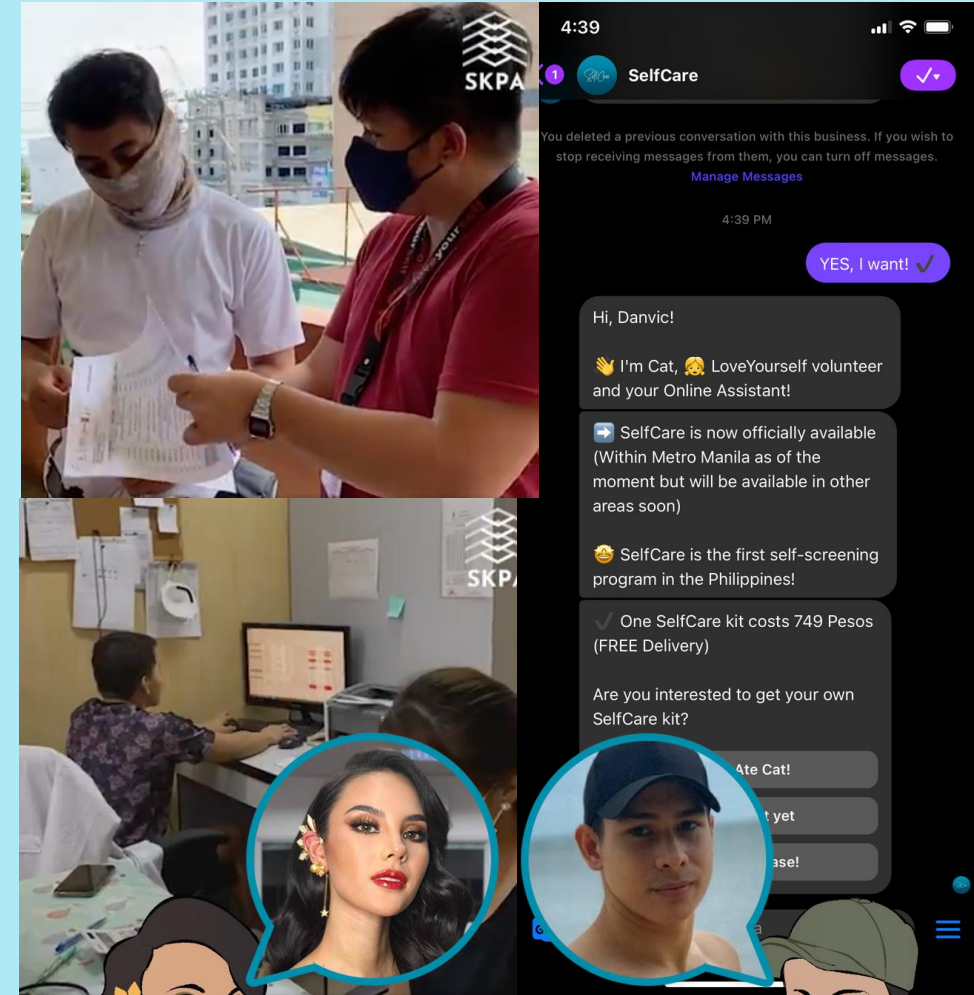 SKPA
4:39
1
SelfCare
You deleted a previous conversation with this business. If you wish to
stop receiving messages from them, you can turn off messages.
Manage Messages
4:39 PM
YES, I want! ✔
Hi, Danvic!
👋 I'm Cat, 👧 LoveYourself volunteer
and your Online Assistant!
➡️ SelfCare is now officially available
(Within Metro Manila as of the
moment but will be available in other
areas soon)
🤩 SelfCare is the first self-screening
program in the Philippines!
✔ One SelfCare kit costs 749 Pesos
(FREE Delivery)
Are you interested to get your own
SelfCare kit?
Ate Cat!
yet
SKPA